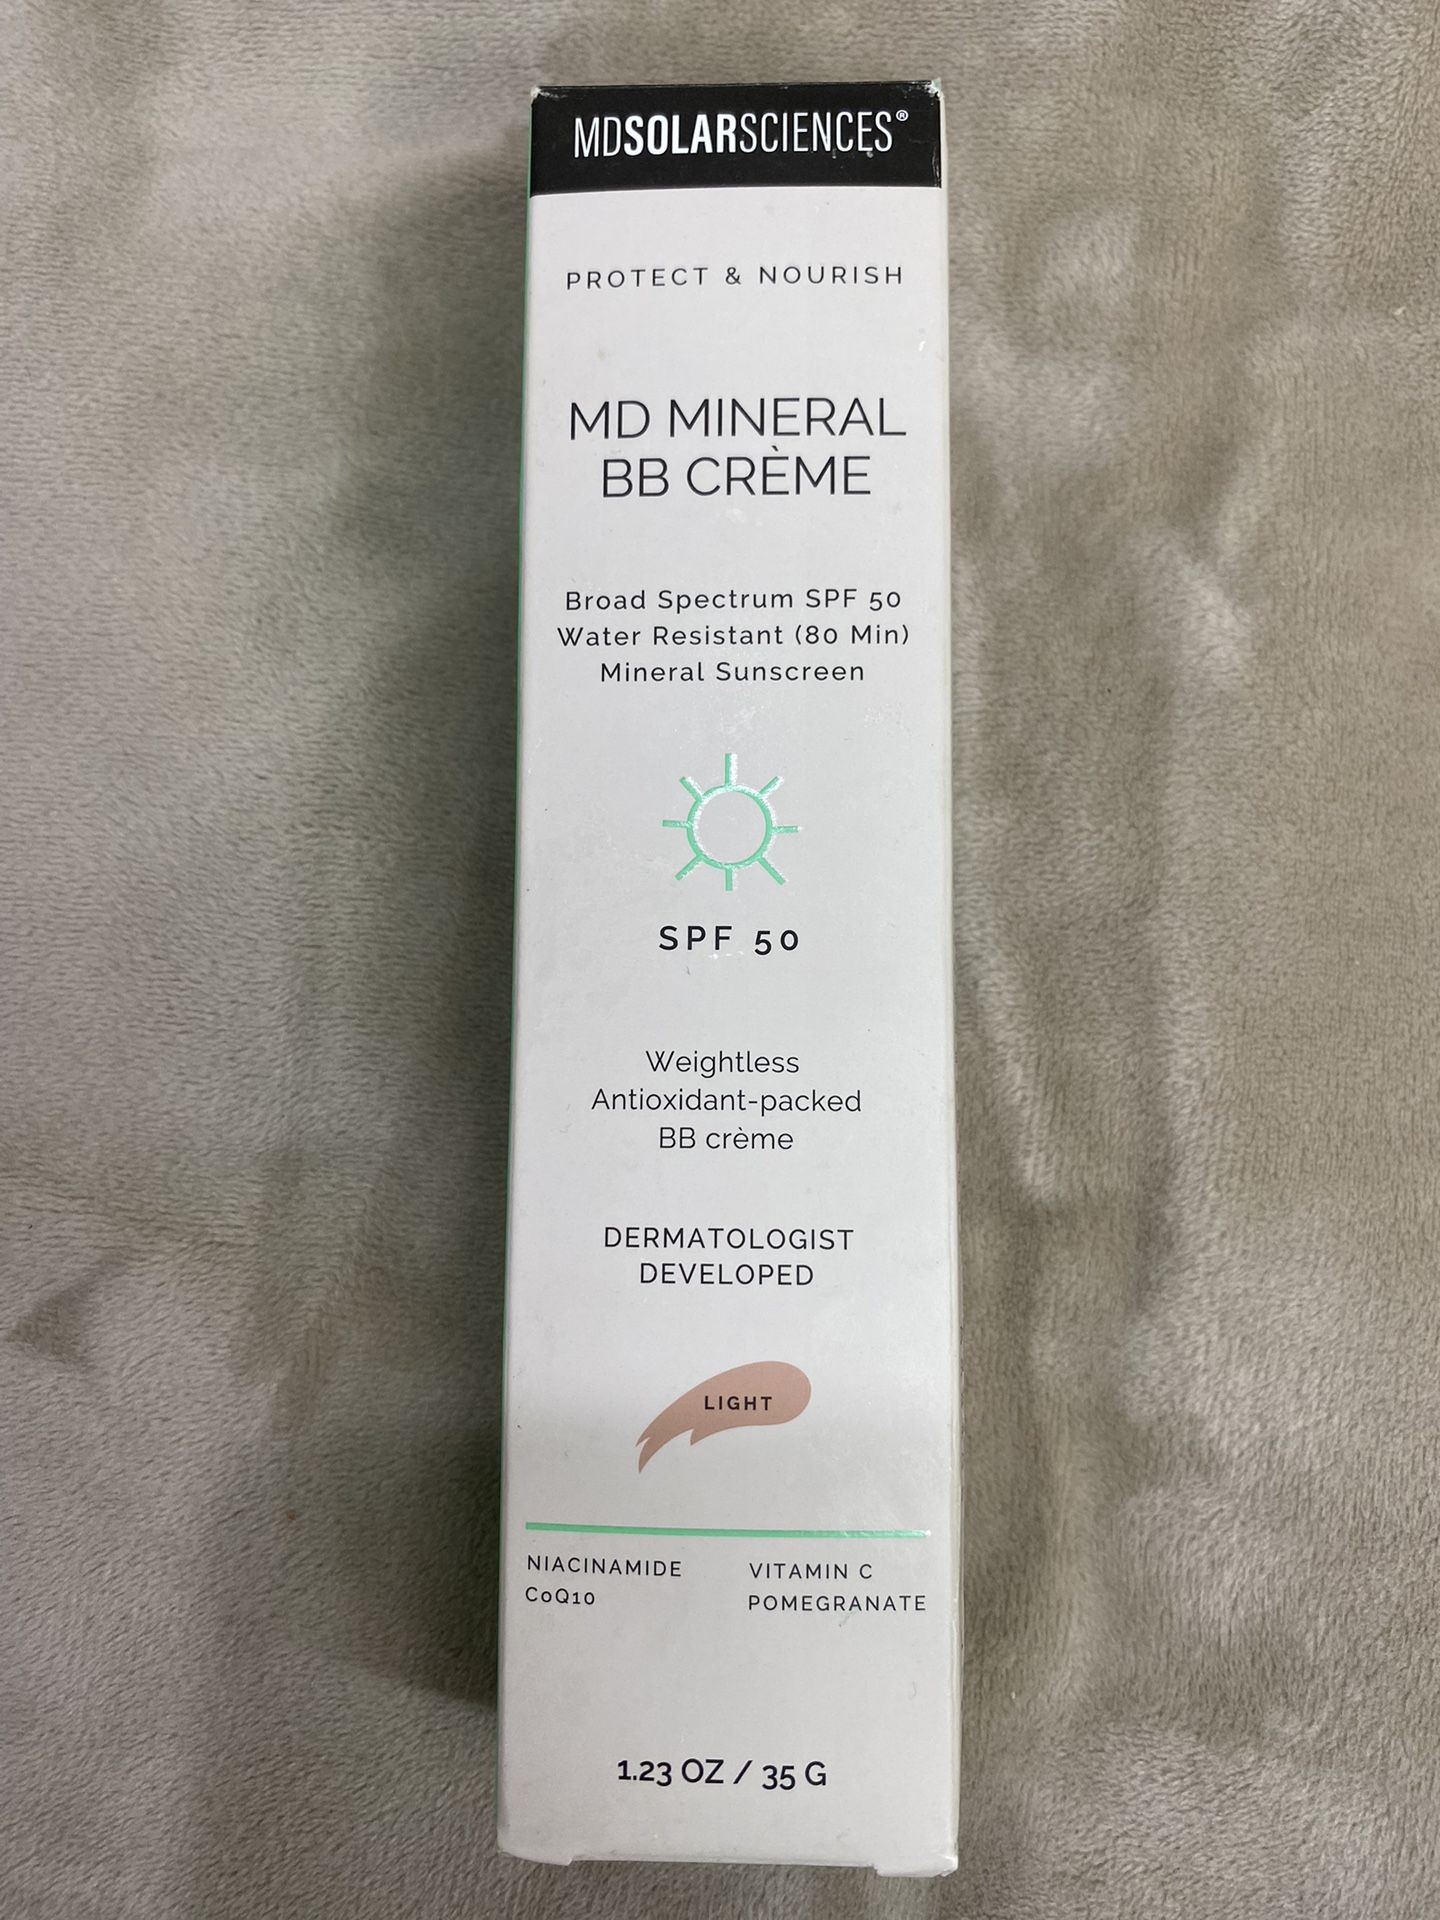 MDSOLARSCIENCES®
PROTECT & NOURISH
MD MINERAL
BB CRÈME
Broad Spectrum SPF 50
Water Resistant (80 Min)
Mineral Sunscreen
SPF 50
Weightless
Antioxidant-packed
BB crème
DERMATOLOGIST
DEVELOPED
LIGHT
NIACINAMIDE VITAMIN C
CoQ10 POMEGRANATE
1.23 OZ / 35 G